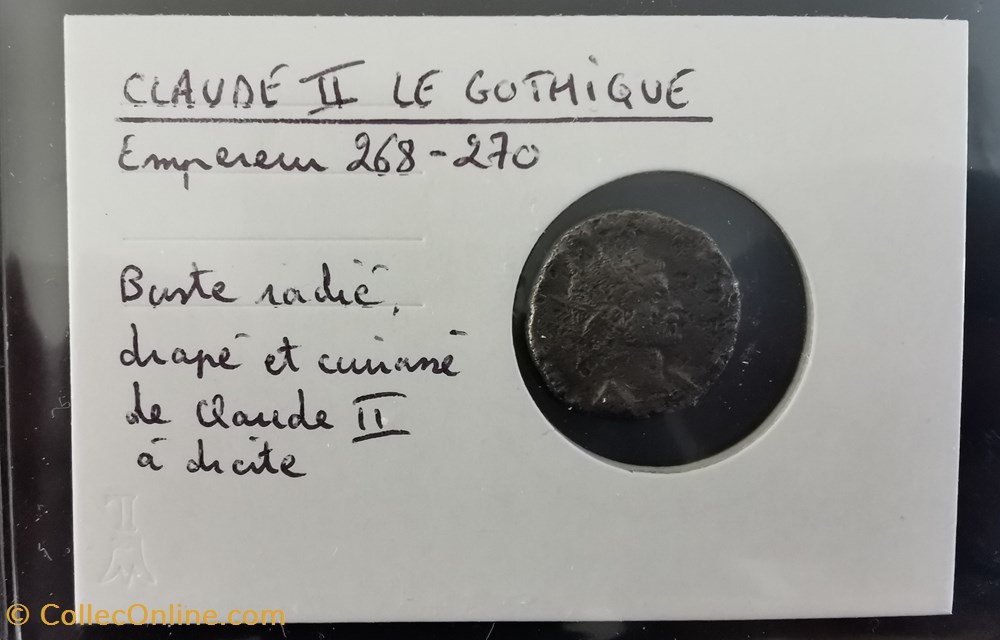 CLAUDE II LE GOTHIQUE
Empereur 268-270
Buste radié,
drapé et cuirassé
de Claude II
à droite
© CollecOnline.com